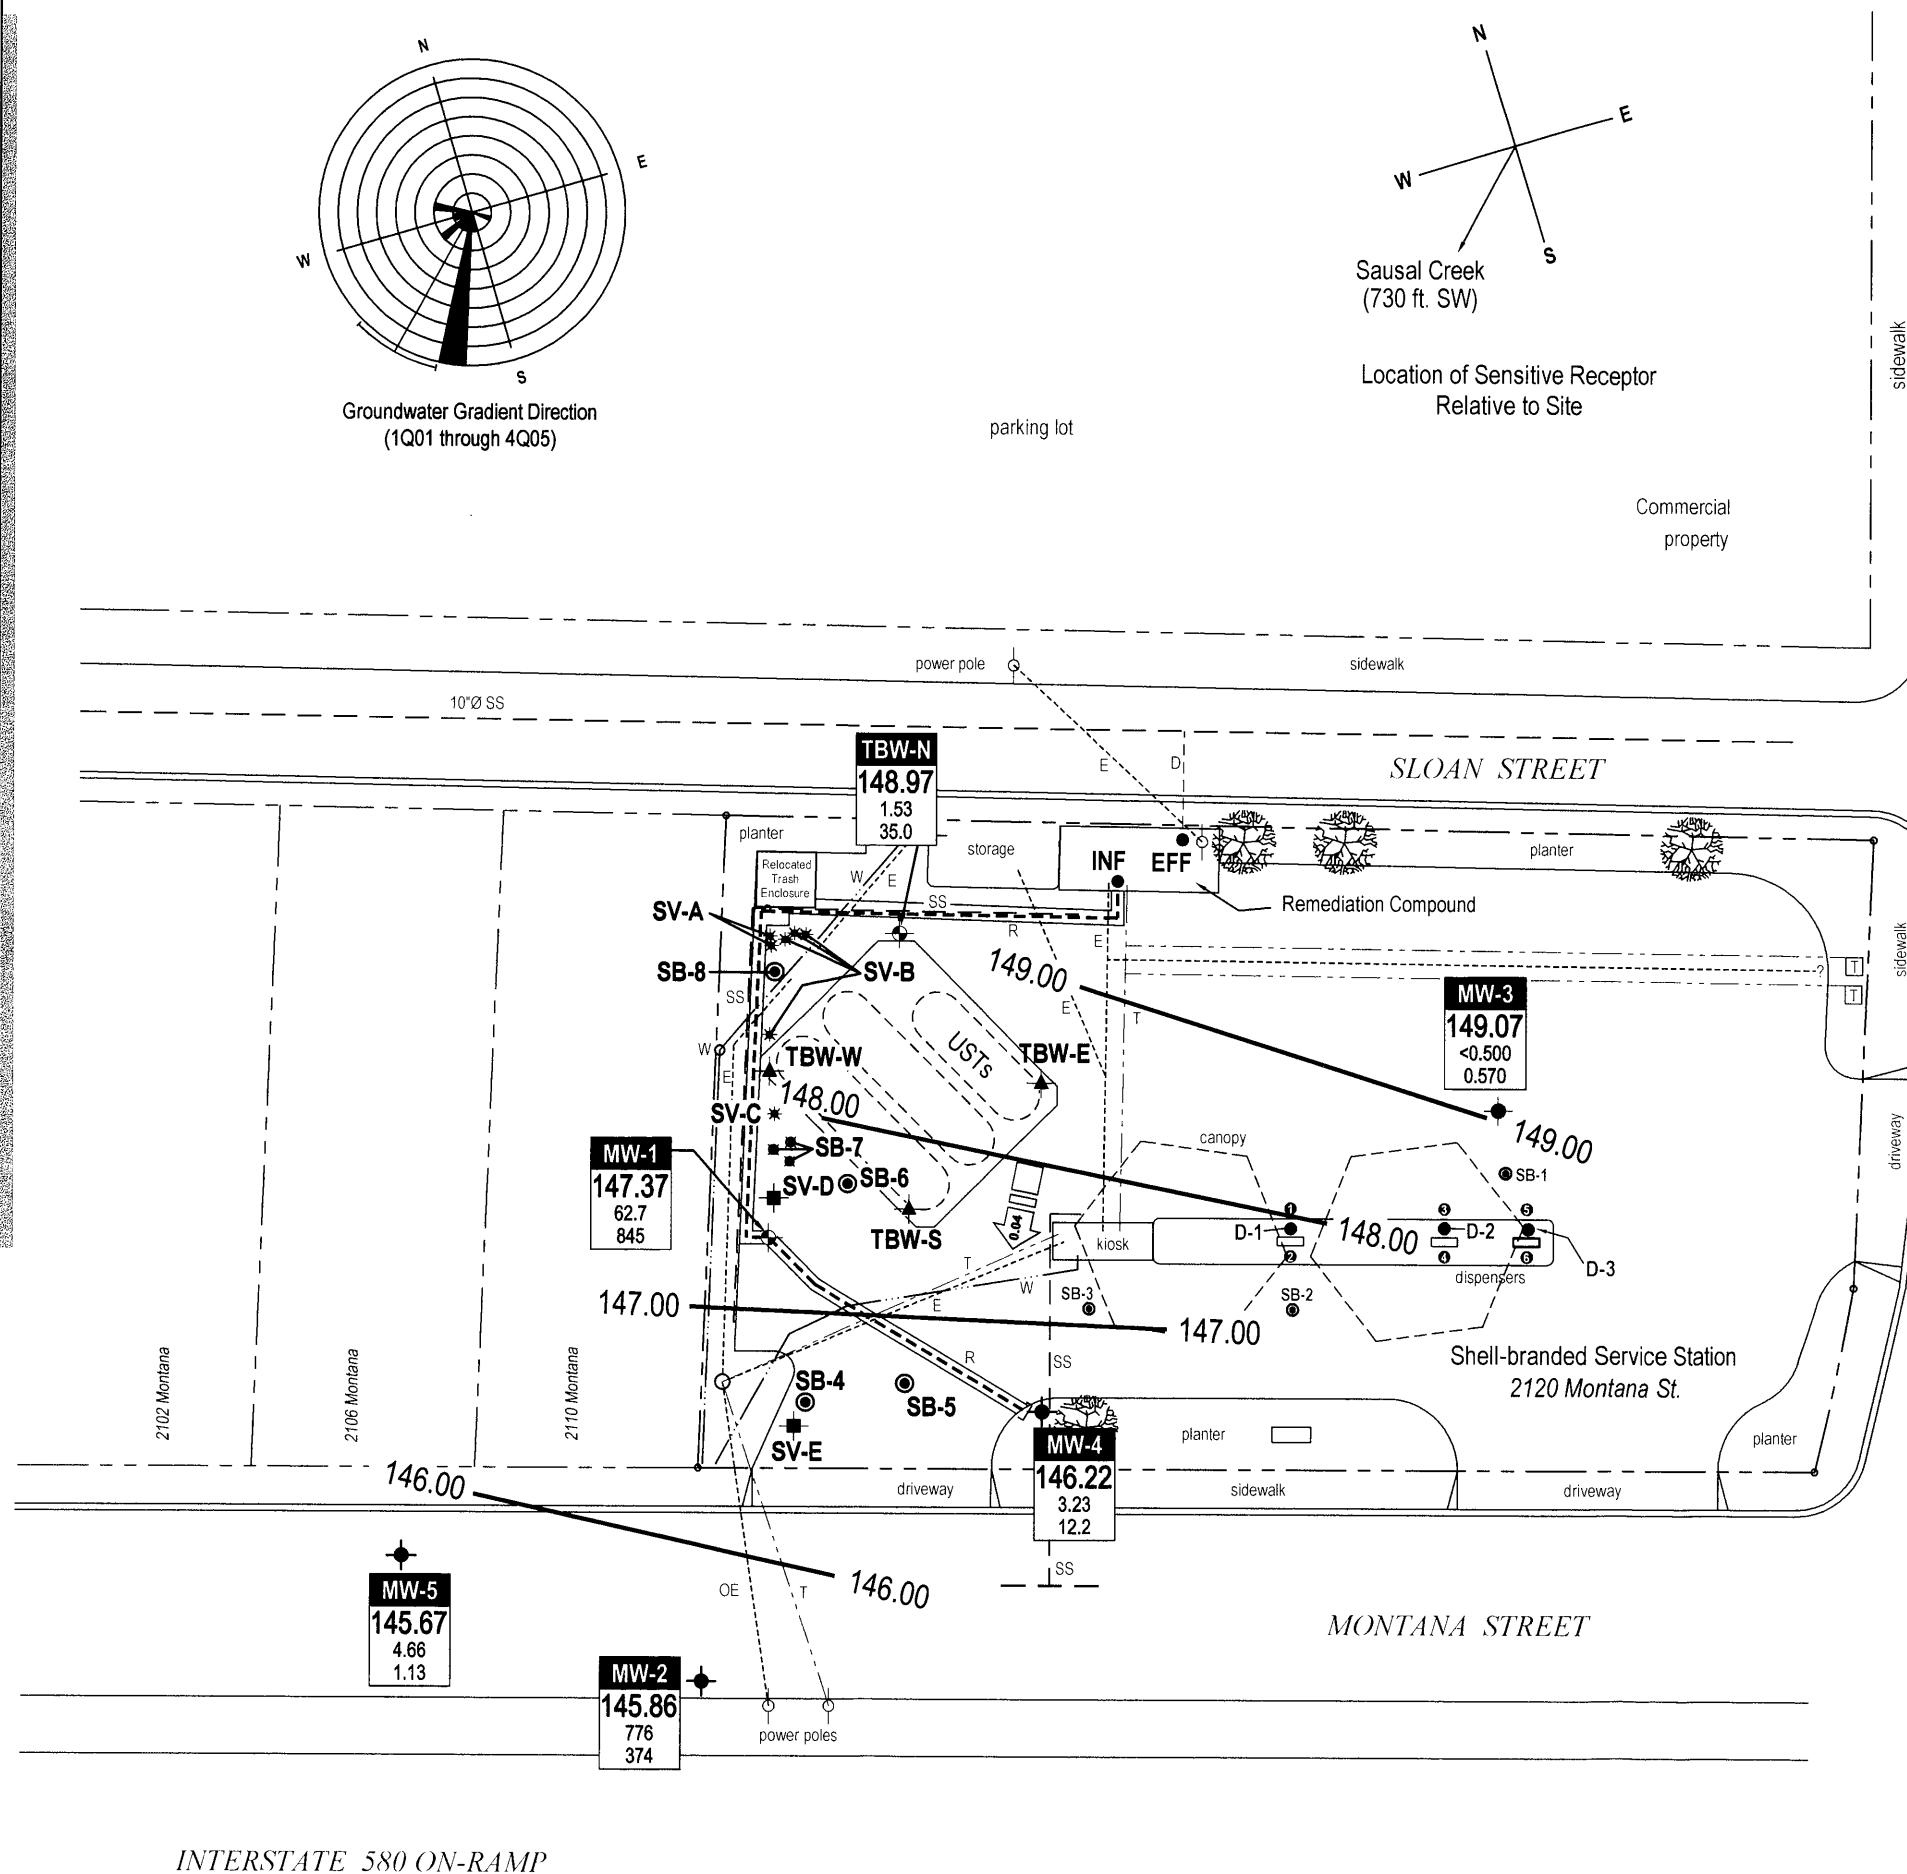 N
E
W
S
Groundwater Gradient Direction
(1Q01 through 4Q05)
N
E
W
S
Sausal Creek
(730 ft. SW)
Location of Sensitive Receptor
Relative to Site
parking lot
Commercial
property
sidewalk
power pole
sidewalk
10"Ø SS
SLOAN STREET
E
D
TBW-N
148.97
1.53
35.0
planter
Relocated
Trash
Enclosure
W
E
storage
INF
EFF
planter
Remediation Compound
SS
R
E
SV-A
SB-8
SV-B
SS
149.00
E
T
?
T
T
sidewalk
MW-3
149.07
<0.500
0.570
149.00
W
E
TBW-W
USTs
TBW-E
148.00
SV-C
SB-7
SV-D
SB-6
TBW-S
MW-1
147.37
62.7
845
0.04
canopy
kiosk
SB-1
driveway
1
2
3
4
5
6
D-1
148.00
D-2
D-3
dispensers
T
E
W
SB-3
SB-2
147.00
147.00
R
SS
Shell-branded Service Station
2120 Montana St.
2102 Montana
2106 Montana
2110 Montana
SB-4
SB-5
SV-E
MW-4
146.22
3.23
12.2
planter
planter
driveway
sidewalk
driveway
146.00
146.00
SS
OE
T
MW-5
145.67
4.66
1.13
MW-2
145.86
776
374
power poles
MONTANA STREET
INTERSTATE 580 ON-RAMP